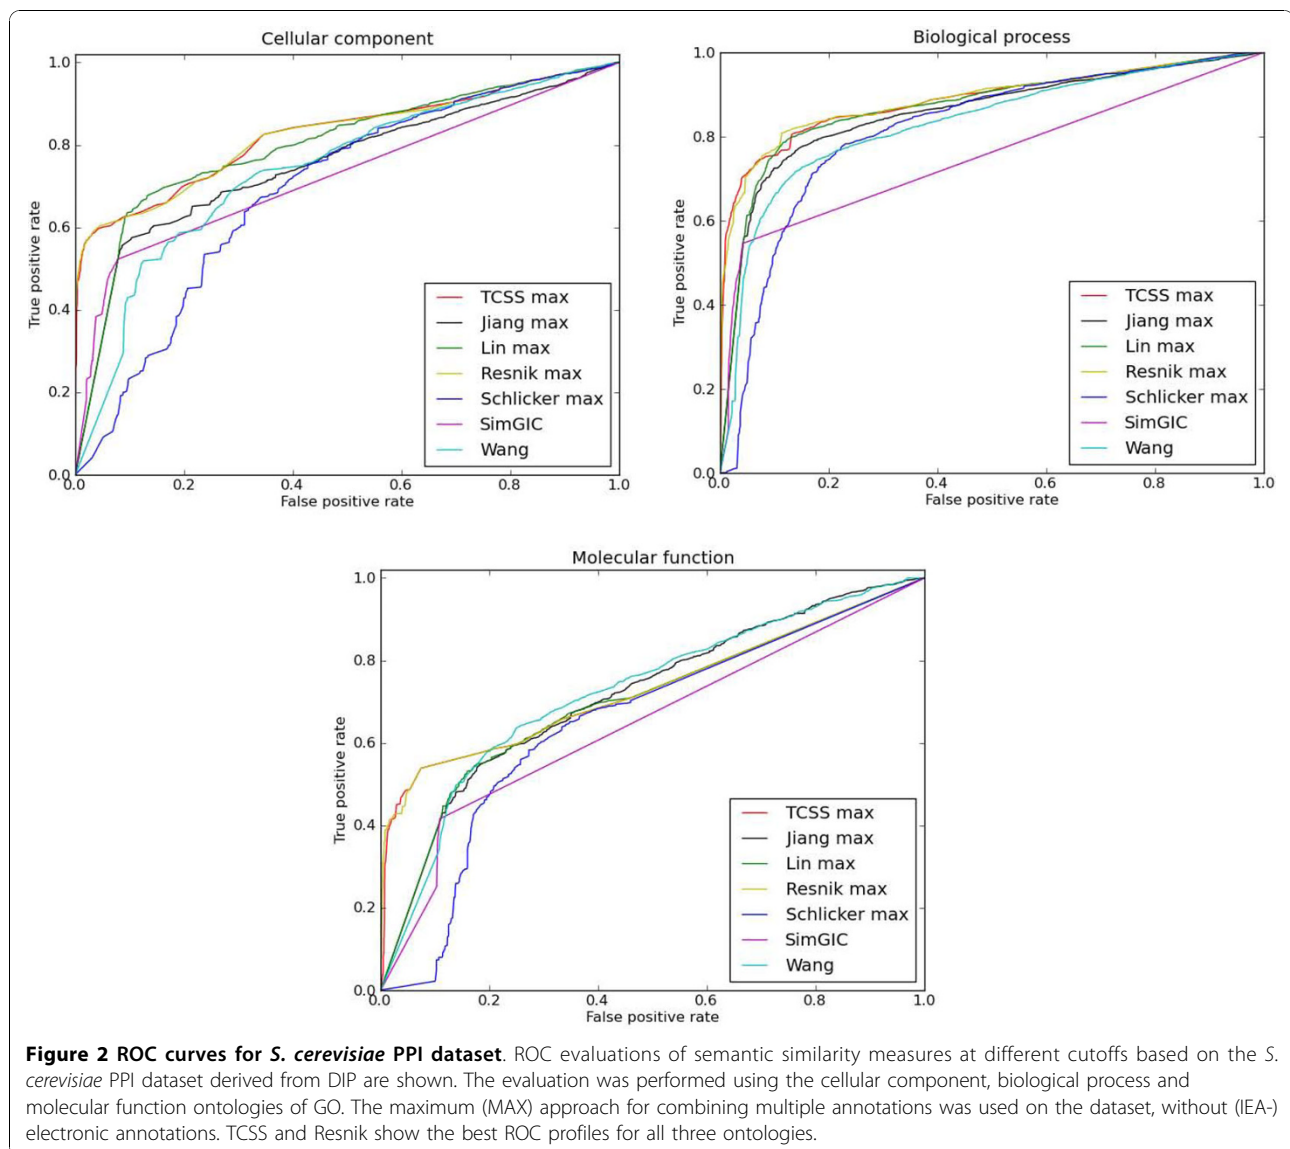 Cellular component
1.0
0.8
0.6
0.4
0.2
0.0
True positive rate
0.0 0.2 0.4 0.6 0.8 1.0
False positive rate
TCSS max
Jiang max
Lin max
Resnik max
Schlicker max
SimGIC
Wang
Biological process
1.0
0.8
0.6
0.4
0.2
0.0
True positive rate
0.0 0.2 0.4 0.6 0.8 1.0
False positive rate
TCSS max
Jiang max
Lin max
Resnik max
Schlicker max
SimGIC
Wang
Molecular function
1.0
0.8
0.6
0.4
0.2
0.0
True positive rate
0.0 0.2 0.4 0.6 0.8 1.0
False positive rate
TCSS max
Jiang max
Lin max
Resnik max
Schlicker max
SimGIC
Wang
Figure 2 ROC curves for S. cerevisiae PPI dataset. ROC evaluations of semantic similarity measures at different cutoffs based on the S.
cerevisiae PPI dataset derived from DIP are shown. The evaluation was performed using the cellular component, biological process and
molecular function ontologies of GO. The maximum (MAX) approach for combining multiple annotations was used on the dataset, without (IEA-)
electronic annotations. TCSS and Resnik show the best ROC profiles for all three ontologies.